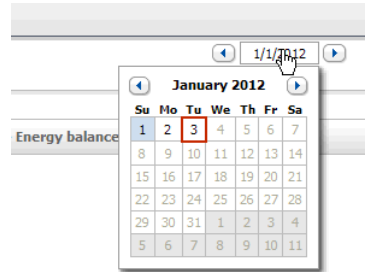 1/1/2012
January 2012
Su Mo Tu We Th Fr Sa
1 2 3 4 5 6 7
Energy balance
8 9 10 11 12 13 14
15 16 17 18 19 20 21
22 23 24 25 26 27 28
29 30 31 1 2 3 4
5 6 7 8 9 10 11